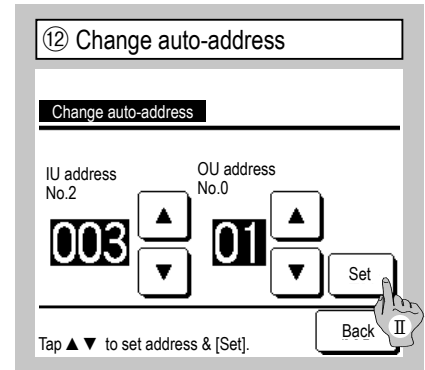 ⑫ Change auto-address
Change auto-address
IU address
No.2
OU address
No.0
003
▲
▼
01
▲
▼
Set
Back
Ⅱ
Tap ▲ ▼ to set address & [Set].